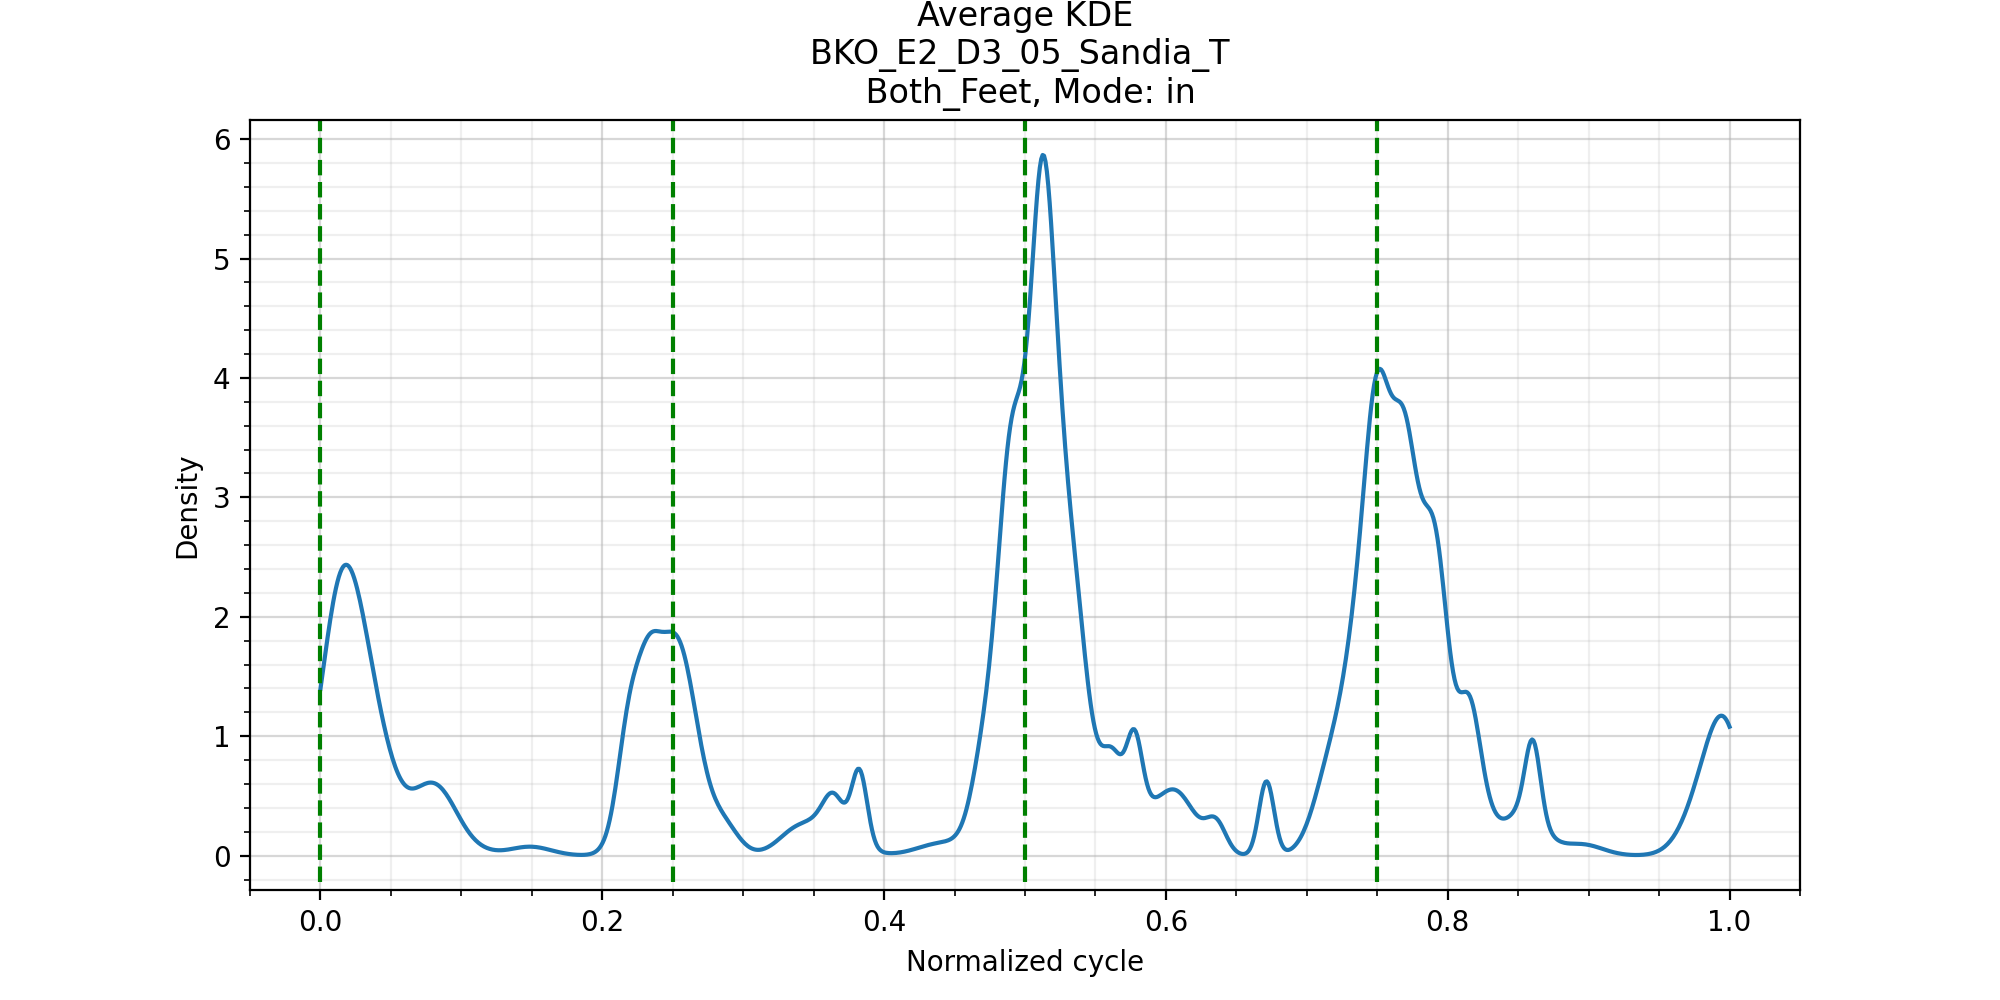 Average KDE
BKO_E2_D3_05_Sandia_T
Both_Feet, Mode: in
6
5
4
3
2
1
0
Density
0.0 0.2 0.4 0.6 0.8 1.0
Normalized cycle